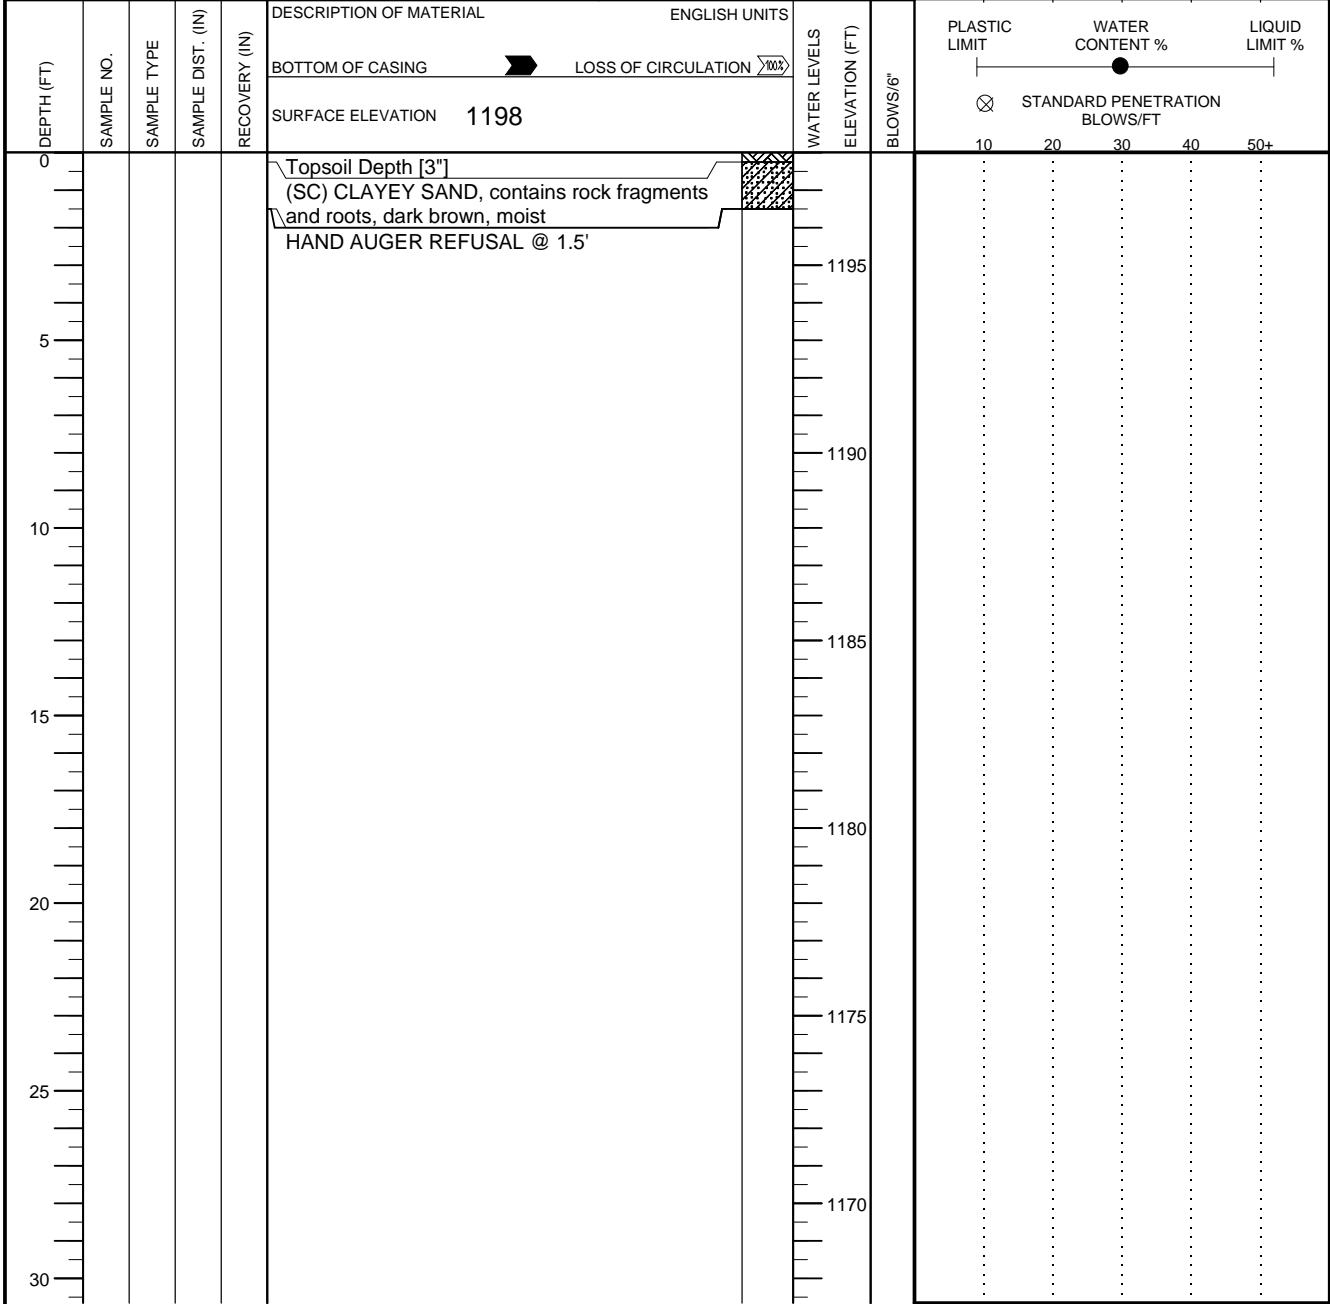 DEPTH (FT)
SAMPLE NO.
SAMPLE TYPE
SAMPLE DIST. (IN)
RECOVERY (IN)
DESCRIPTION OF MATERIAL ENGLISH UNITS
BOTTOM OF CASING LOSS OF CIRCULATION 100%
SURFACE ELEVATION 1198
WATER LEVELS
ELEVATION (FT)
BLOWS/6"
PLASTIC LIMIT
WATER CONTENT %
LIQUID LIMIT %
STANDARD PENETRATION
BLOWS/FT
10 20 30 40 50+
0
Topsoil Depth [3"]
(SC) CLAYEY SAND, contains rock fragments
and roots, dark brown, moist
HAND AUGER REFUSAL @ 1.5'
1195
5
1190
10
1185
15
1180
20
1175
25
1170
30